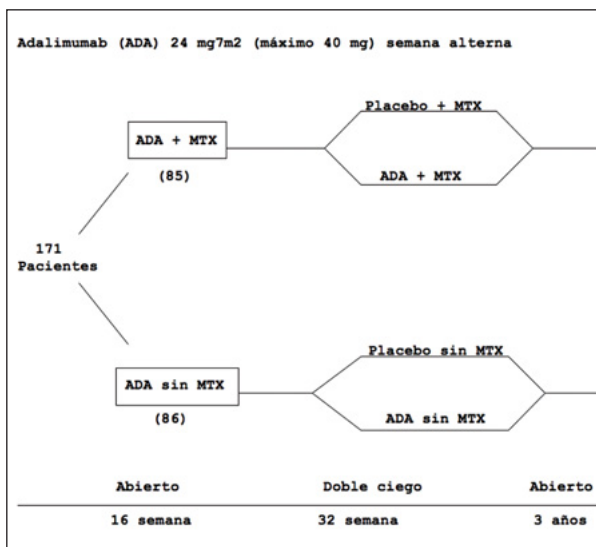 Adalimumab (ADA) 24 mg7m2 (máximo 40 mg) semana alterna
Placebo + MTX
ADA + MTX
(85)
ADA + MTX
171
Pacientes
Placebo sin MTX
ADA sin MTX
(86)
ADA sin MTX
Abierto Doble ciego Abierto
16 semana 32 semana 3 años